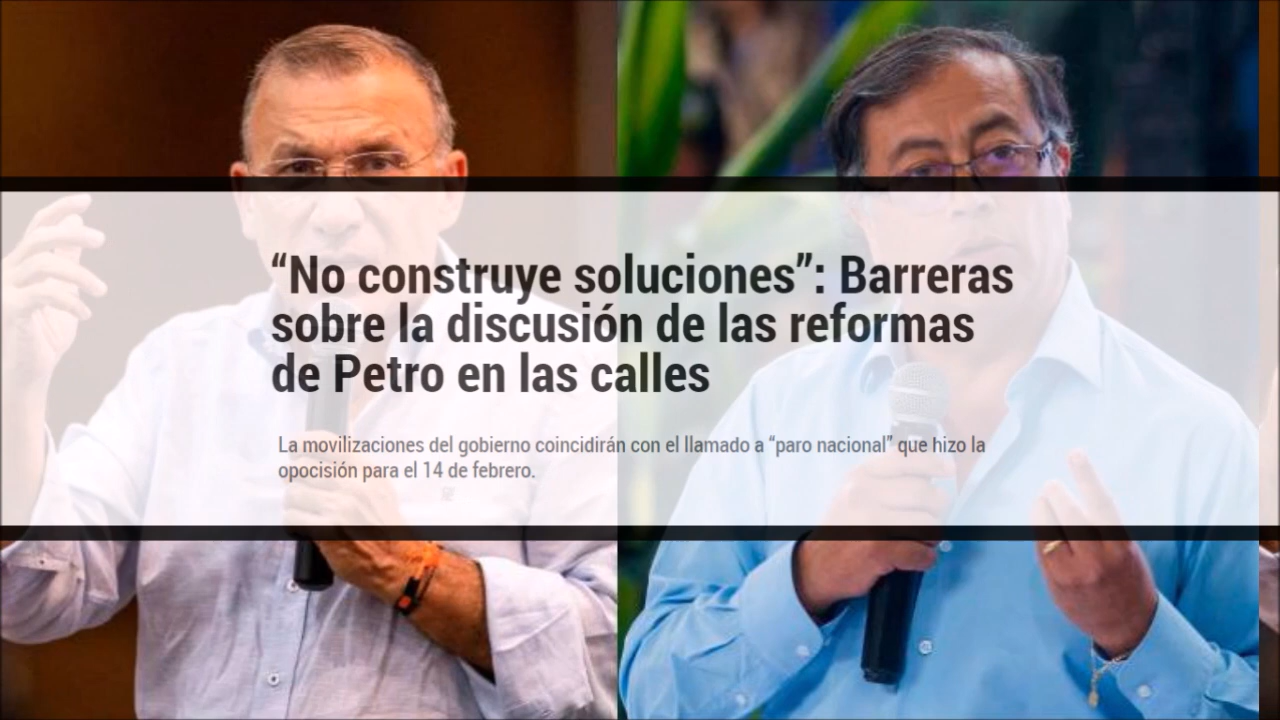 “No construye soluciones”: Barreras
sobre la discusión de las reformas
de Petro en las calles
La movilizaciones del gobierno coincidirán con el llamado a “paro nacional” que hizo la
opocisión para el 14 de febrero.